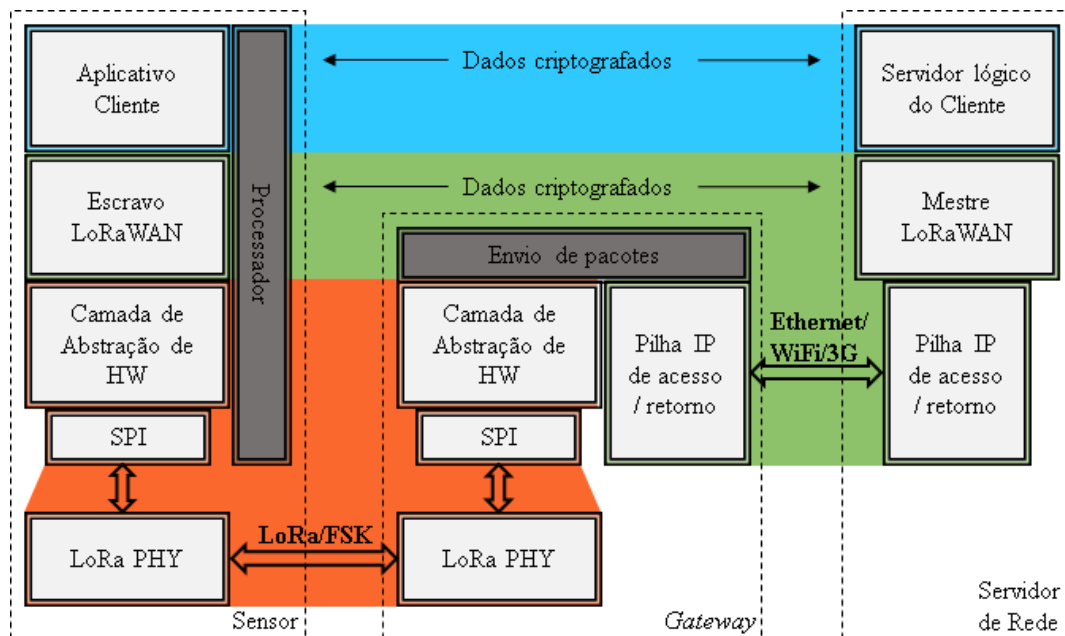 Aplicativo
Cliente
Processador
Dados criptografados
Servidor lógico
do Cliente
Escravo
LoRaWAN
Dados criptografados
Mestre
LoRaWAN
Envio de pacotes
Camada de
Abstração de
HW
Camada de
Abstração de
HW
Pilha IP
de acesso
/ retorno
Ethernet/
WiFi/3G
Pilha IP
de acesso
/ retorno
SPI
SPI
LoRa PHY
LoRa/FSK
LoRa PHY
Sensor
Gateway
Servidor
de Rede